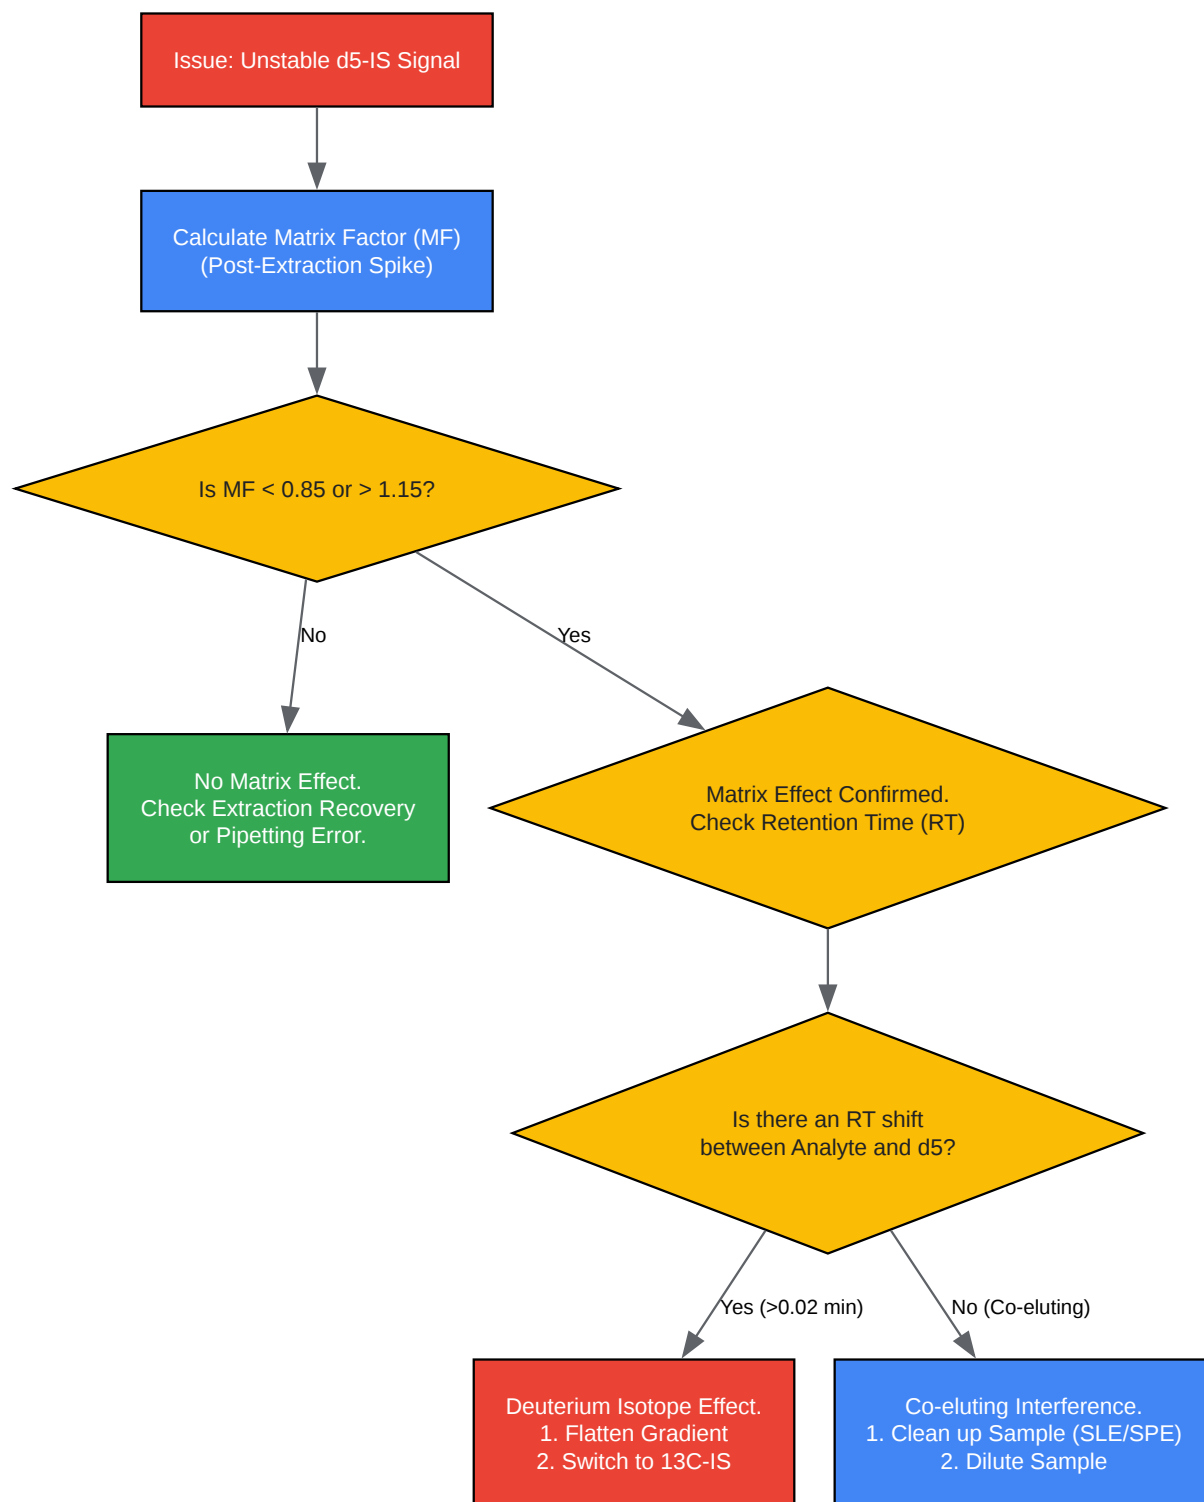 Issue: Unstable d5-IS Signal
Calculate Matrix Factor (MF)
(Post-Extraction Spike)
Is MF < 0.85 or > 1.15?
No
Yes
No Matrix Effect.
Check Extraction Recovery
or Pipetting Error.
Matrix Effect Confirmed.
Check Retention Time (RT)
Is there an RT shift
between Analyte and d5?
Yes (>0.02 min)
No (Co-eluting)
Deuterium Isotope Effect.
1. Flatten Gradient
2. Switch to 13C-IS
Co-eluting Interference.
1. Clean up Sample (SLE/SPE)
2. Dilute Sample